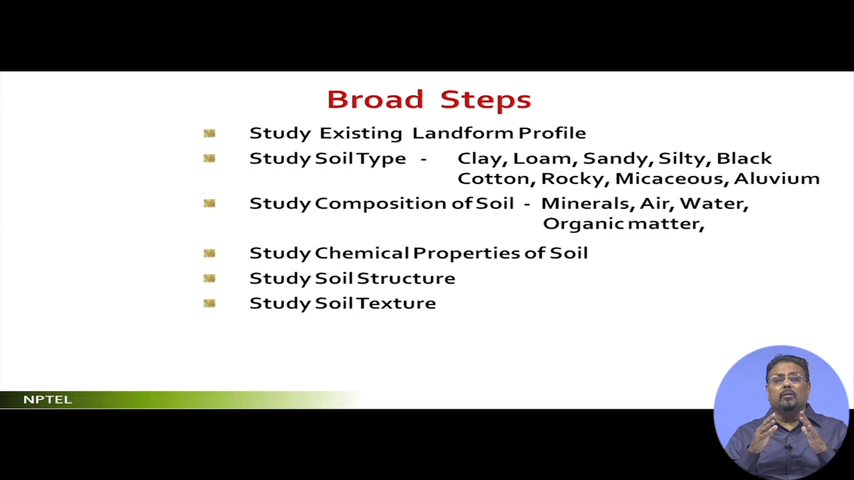 Broad Steps
Study Existing Landform Profile
Study Soil Type - Clay, Loam, Sandy, Silty, Black
Cotton, Rocky, Micaceous, Aluvium
Study Composition of Soil - Minerals, Air, Water,
Organic matter,
Study Chemical Properties of Soil
Study Soil Structure
Study Soil Texture
NPTEL